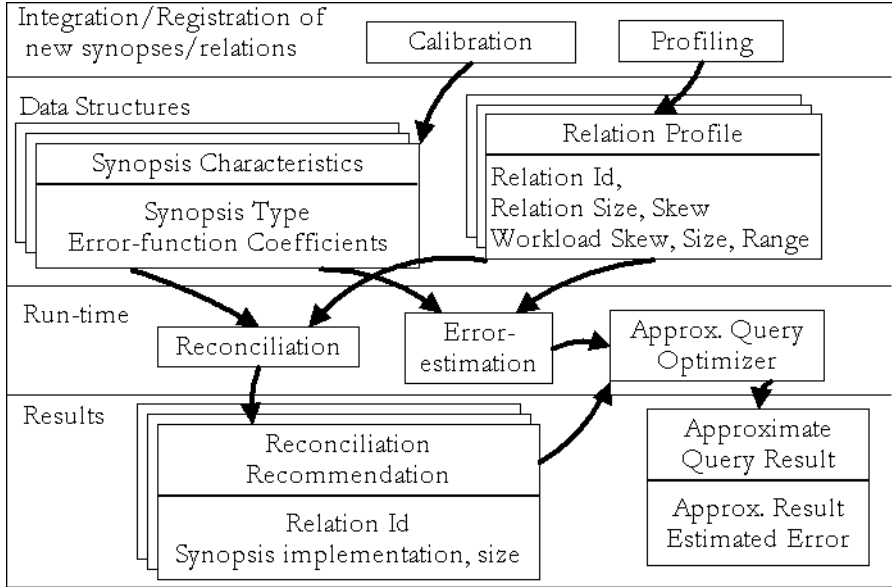 Integration/Registration of
new synopses/relations
Calibration
Profiling
Data Structures
Synopsis Characteristics
Synopsis Type
Error-function Coefficients
Relation Profile
Relation Id,
Relation Size, Skew
Workload Skew, Size, Range
Run-time
Reconciliation
Error-
estimation
Approx. Query
Optimizer
Results
Reconciliation
Recommendation
Relation Id
Synopsis implementation, size
Approximate
Query Result
Approx. Result
Estimated Error